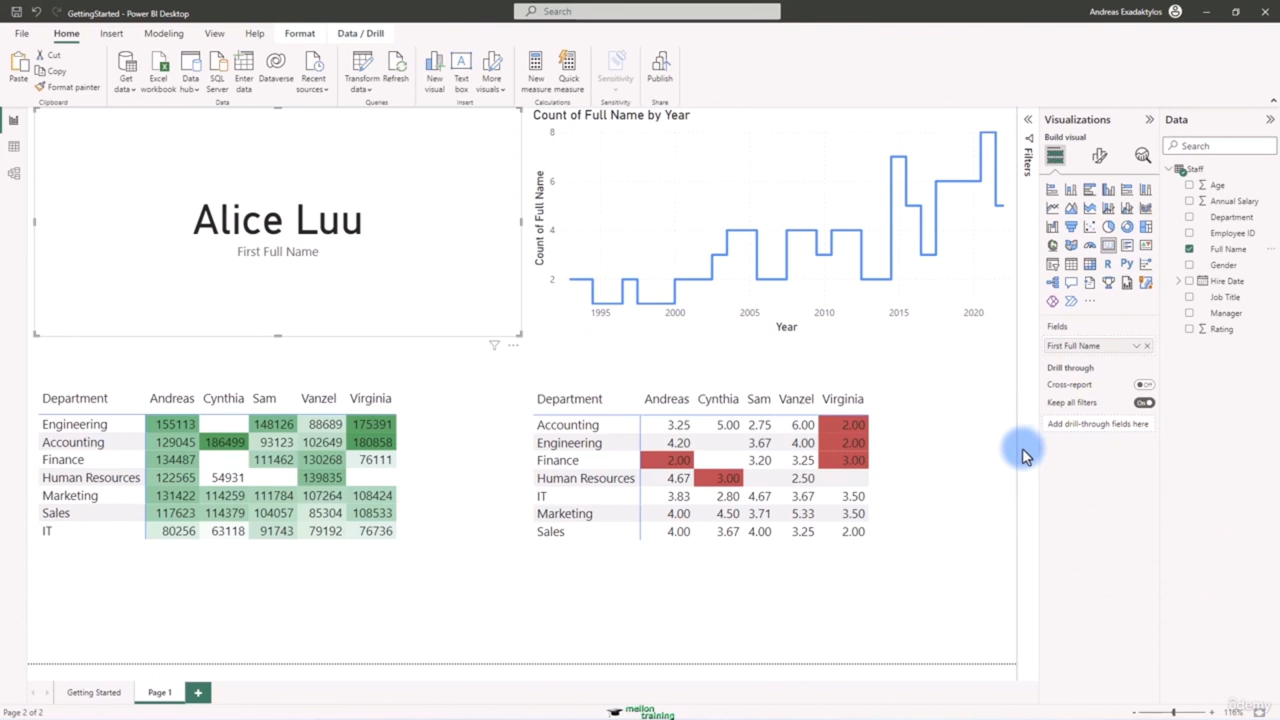 GettingStarted - Power BI Desktop
Search
Andreas Exadaktylos
File Home Insert Modeling View Help Format Data / Drill
Paste
Cut
Copy
Format painter
Clipboard
Get data
Excel workbook
Data hub
SQL Server
Enter data
Dataverse
Recent sources
Data
Transform data
Refresh
Queries
New visual
Text box
More visuals
Insert
New measure
Quick measure
Calculations
Sensitivity
Sensitivity
Publish
Share
Alice Luu
First Full Name
Count of Full Name by Year
Count of Full Name
8
6
4
2
1995 2000 2005 2010 2015 2020
Year
Department Andreas Cynthia Sam Vanzel Virginia
Engineering 155113 148126 88689 175391
Accounting 129045 186499 93123 102649 180858
Finance 134487 111462 130268 76111
Human Resources 122565 54931 139835
Marketing 131422 114259 111784 107264 108424
Sales 117623 114379 104057 85304 108533
IT 80256 63118 91743 79192 76736
Department Andreas Cynthia Sam Vanzel Virginia
Accounting 3.25 5.00 2.75 6.00 2.00
Engineering 4.20 3.67 4.00 2.00
Finance 2.00 3.20 3.25 3.00
Human Resources 4.67 3.00 2.50
IT 3.83 2.80 4.67 3.67 3.50
Marketing 4.00 4.50 3.71 5.33 3.50
Sales 4.00 3.67 4.00 3.25 2.00
Filters
Visualizations
Build visual
R Py
Fields
First Full Name
Drill through
Cross-report Off
Keep all filters On
Add drill-through fields here
Data
Search
Staff
Age
Annual Salary
Department
Employee ID
Full Name
Gender
Hire Date
Job Title
Manager
Rating
Getting Started Page 1 +
Page 2 of 2
mellon
training
116%
ûdemy